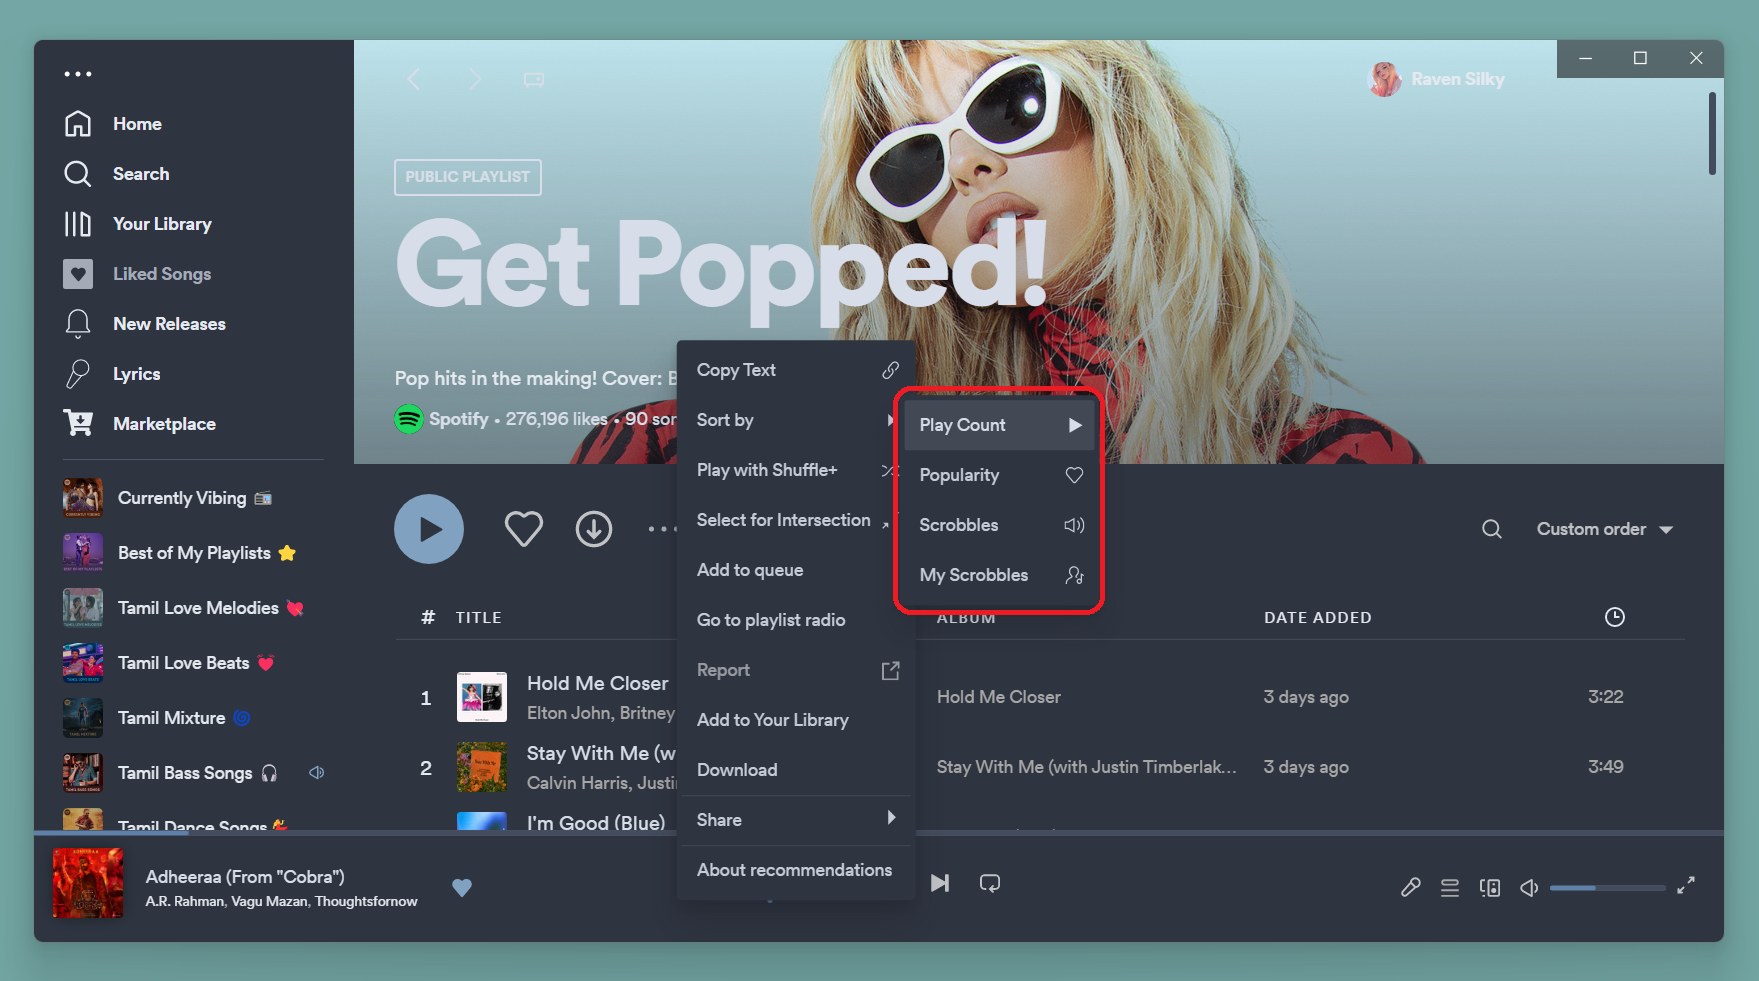 Home
Search
Your Library
Liked Songs
New Releases
Lyrics
Marketplace
Currently Vibing
Best of My Playlists
Tamil Love Melodies
Tamil Love Beats
Tamil Mixture
Tamil Bass Songs
Tamil Dance Songs
Raven Silky
PUBLIC PLAYLIST
Get Popped!
Pop hits in the making! Cover: B
Spotify • 276,196 likes • 90 son
Copy Text
Sort by
Play with Shuffle+
Select for Intersection
Add to queue
Go to playlist radio
Report
Add to Your Library
Download
Share
About recommendations
Play Count
Popularity
Scrobbles
My Scrobbles
Custom order
# TITLE ALBUM DATE ADDED
1 Hold Me Closer Hold Me Closer 3 days ago 3:22
Elton John, Britney
2 Stay With Me (w Stay With Me (with Justin Timberlak... 3 days ago 3:49
Calvin Harris, Justi
I'm Good (Blue)
Adheeraa (From "Cobra")
A.R. Rahman, Vagu Mazan, Thoughtsfornow